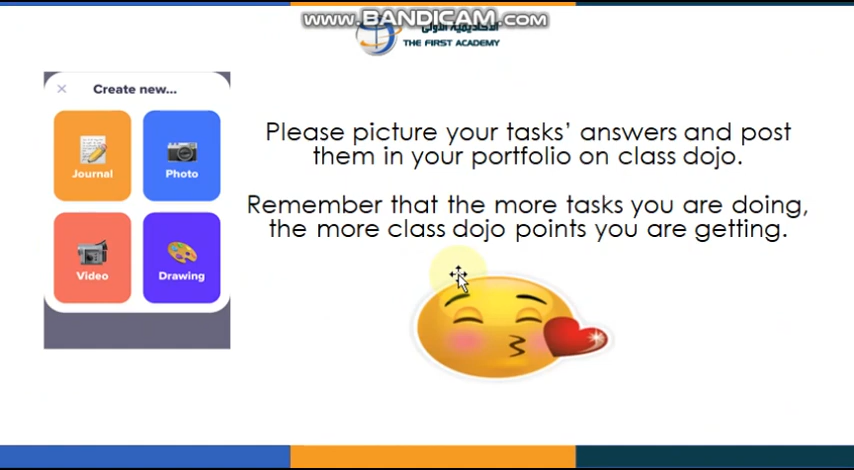 www.BANDICAM.com
الأكاديمية الأولى
THE FIRST ACADEMY
Create new...
Journal
Photo
Video
Drawing
Please picture your tasks’ answers and post
them in your portfolio on class dojo.
Remember that the more tasks you are doing,
the more class dojo points you are getting.